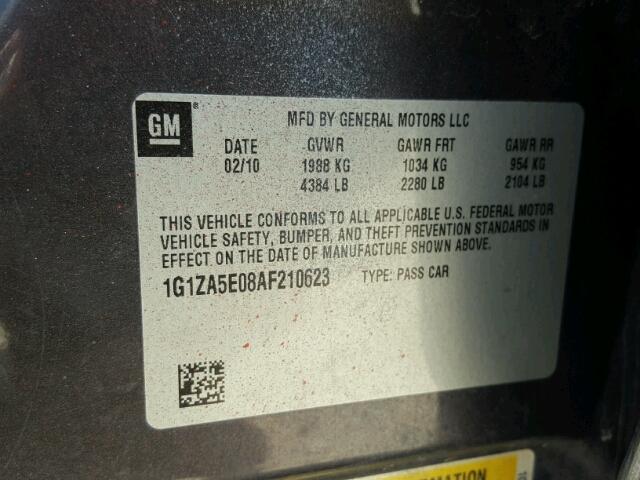 GM ® MFD BY GENERAL MOTORS LLC
DATE GVWR GAWR FRT GAWR RR
02/10 1988 KG 1034 KG 954 KG
4384 LB 2280 LB 2104 LB
THIS VEHICLE CONFORMS TO ALL APPLICABLE U.S. FEDERAL MOTOR
VEHICLE SAFETY, BUMPER, AND THEFT PREVENTION STANDARDS IN
EFFECT ON THE DATE OF MANUFACTURE SHOWN ABOVE.
1G1ZA5E08AF210623 TYPE: PASS CAR